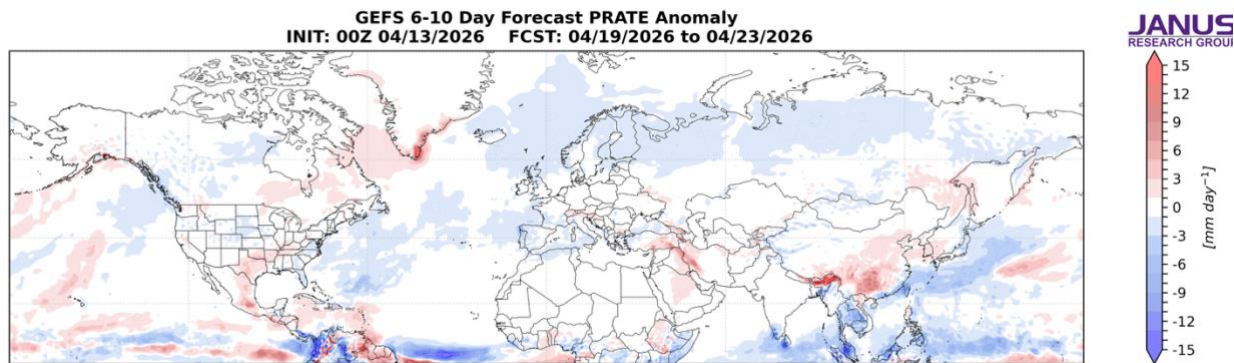 GEFS 6-10 Day Forecast PRATE Anomaly
INIT: 00Z 04/13/2026 FCST: 04/19/2026 to 04/23/2026
JANUS
RESEARCH GROUP
15
12
9
6
3
0
-3
-6
-9
-12
-15
[mm day⁻¹]